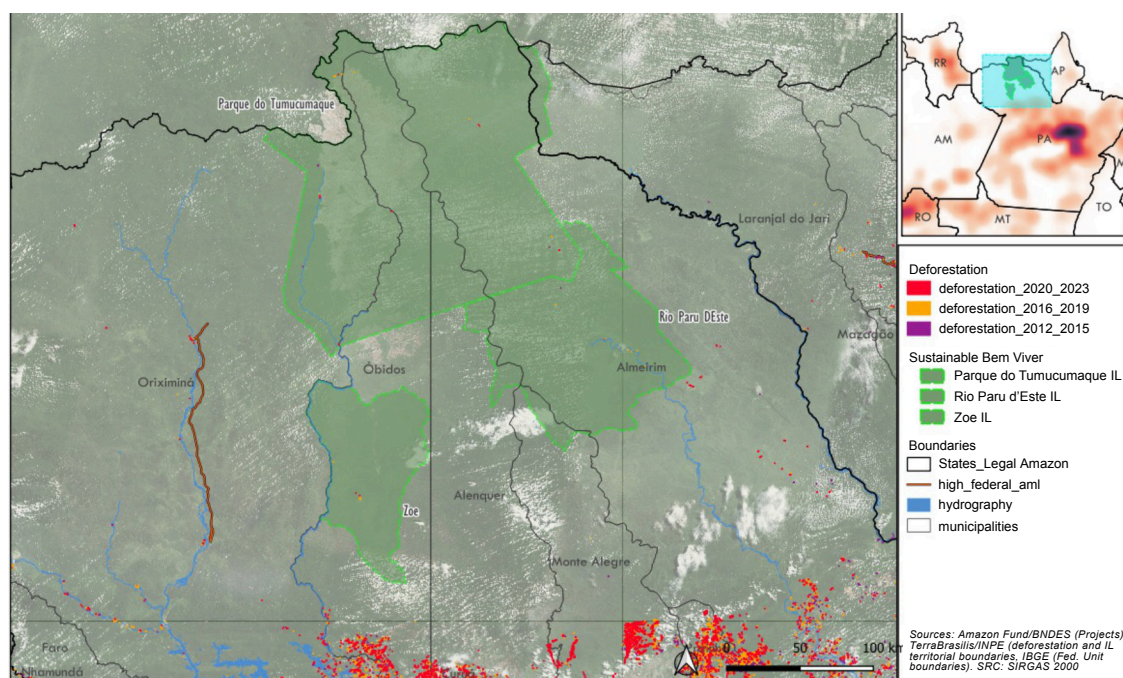 Parque do Tumucumaque
Laranjal do Jari
Rio Paru DEste
Mazagão
Óbidos
Almeirim
Oriximiná
Alenquer
Zoe
Monte Alegre
Faro
Nhamundá
0 50 100 km
RR
AP
AM
PA
RO
MT
TO
M
Deforestation
deforestation_2020_2023
deforestation_2016_2019
deforestation_2012_2015
Sustainable Bem Viver
Parque do Tumucumaque IL
Rio Paru d'Este IL
Zoe IL
Boundaries
States_Legal Amazon
high_federal_aml
hydrography
municipalities
Sources: Amazon Fund/BNDES (Projects)
TerraBrasilis/INPE (deforestation and IL
territorial boundaries, IBGE (Fed. Unit
boundaries). SRC: SIRGAS 2000